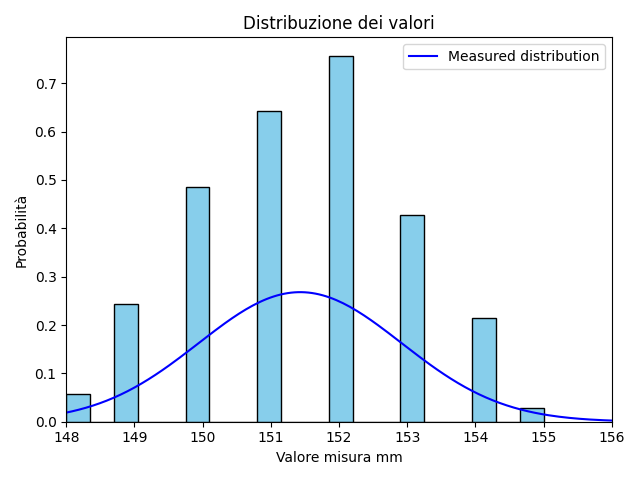 Distribuzione dei valori
Measured distribution
Probabilità
0.7
0.6
0.5
0.4
0.3
0.2
0.1
0.0
148 149 150 151 152 153 154 155 156
Valore misura mm